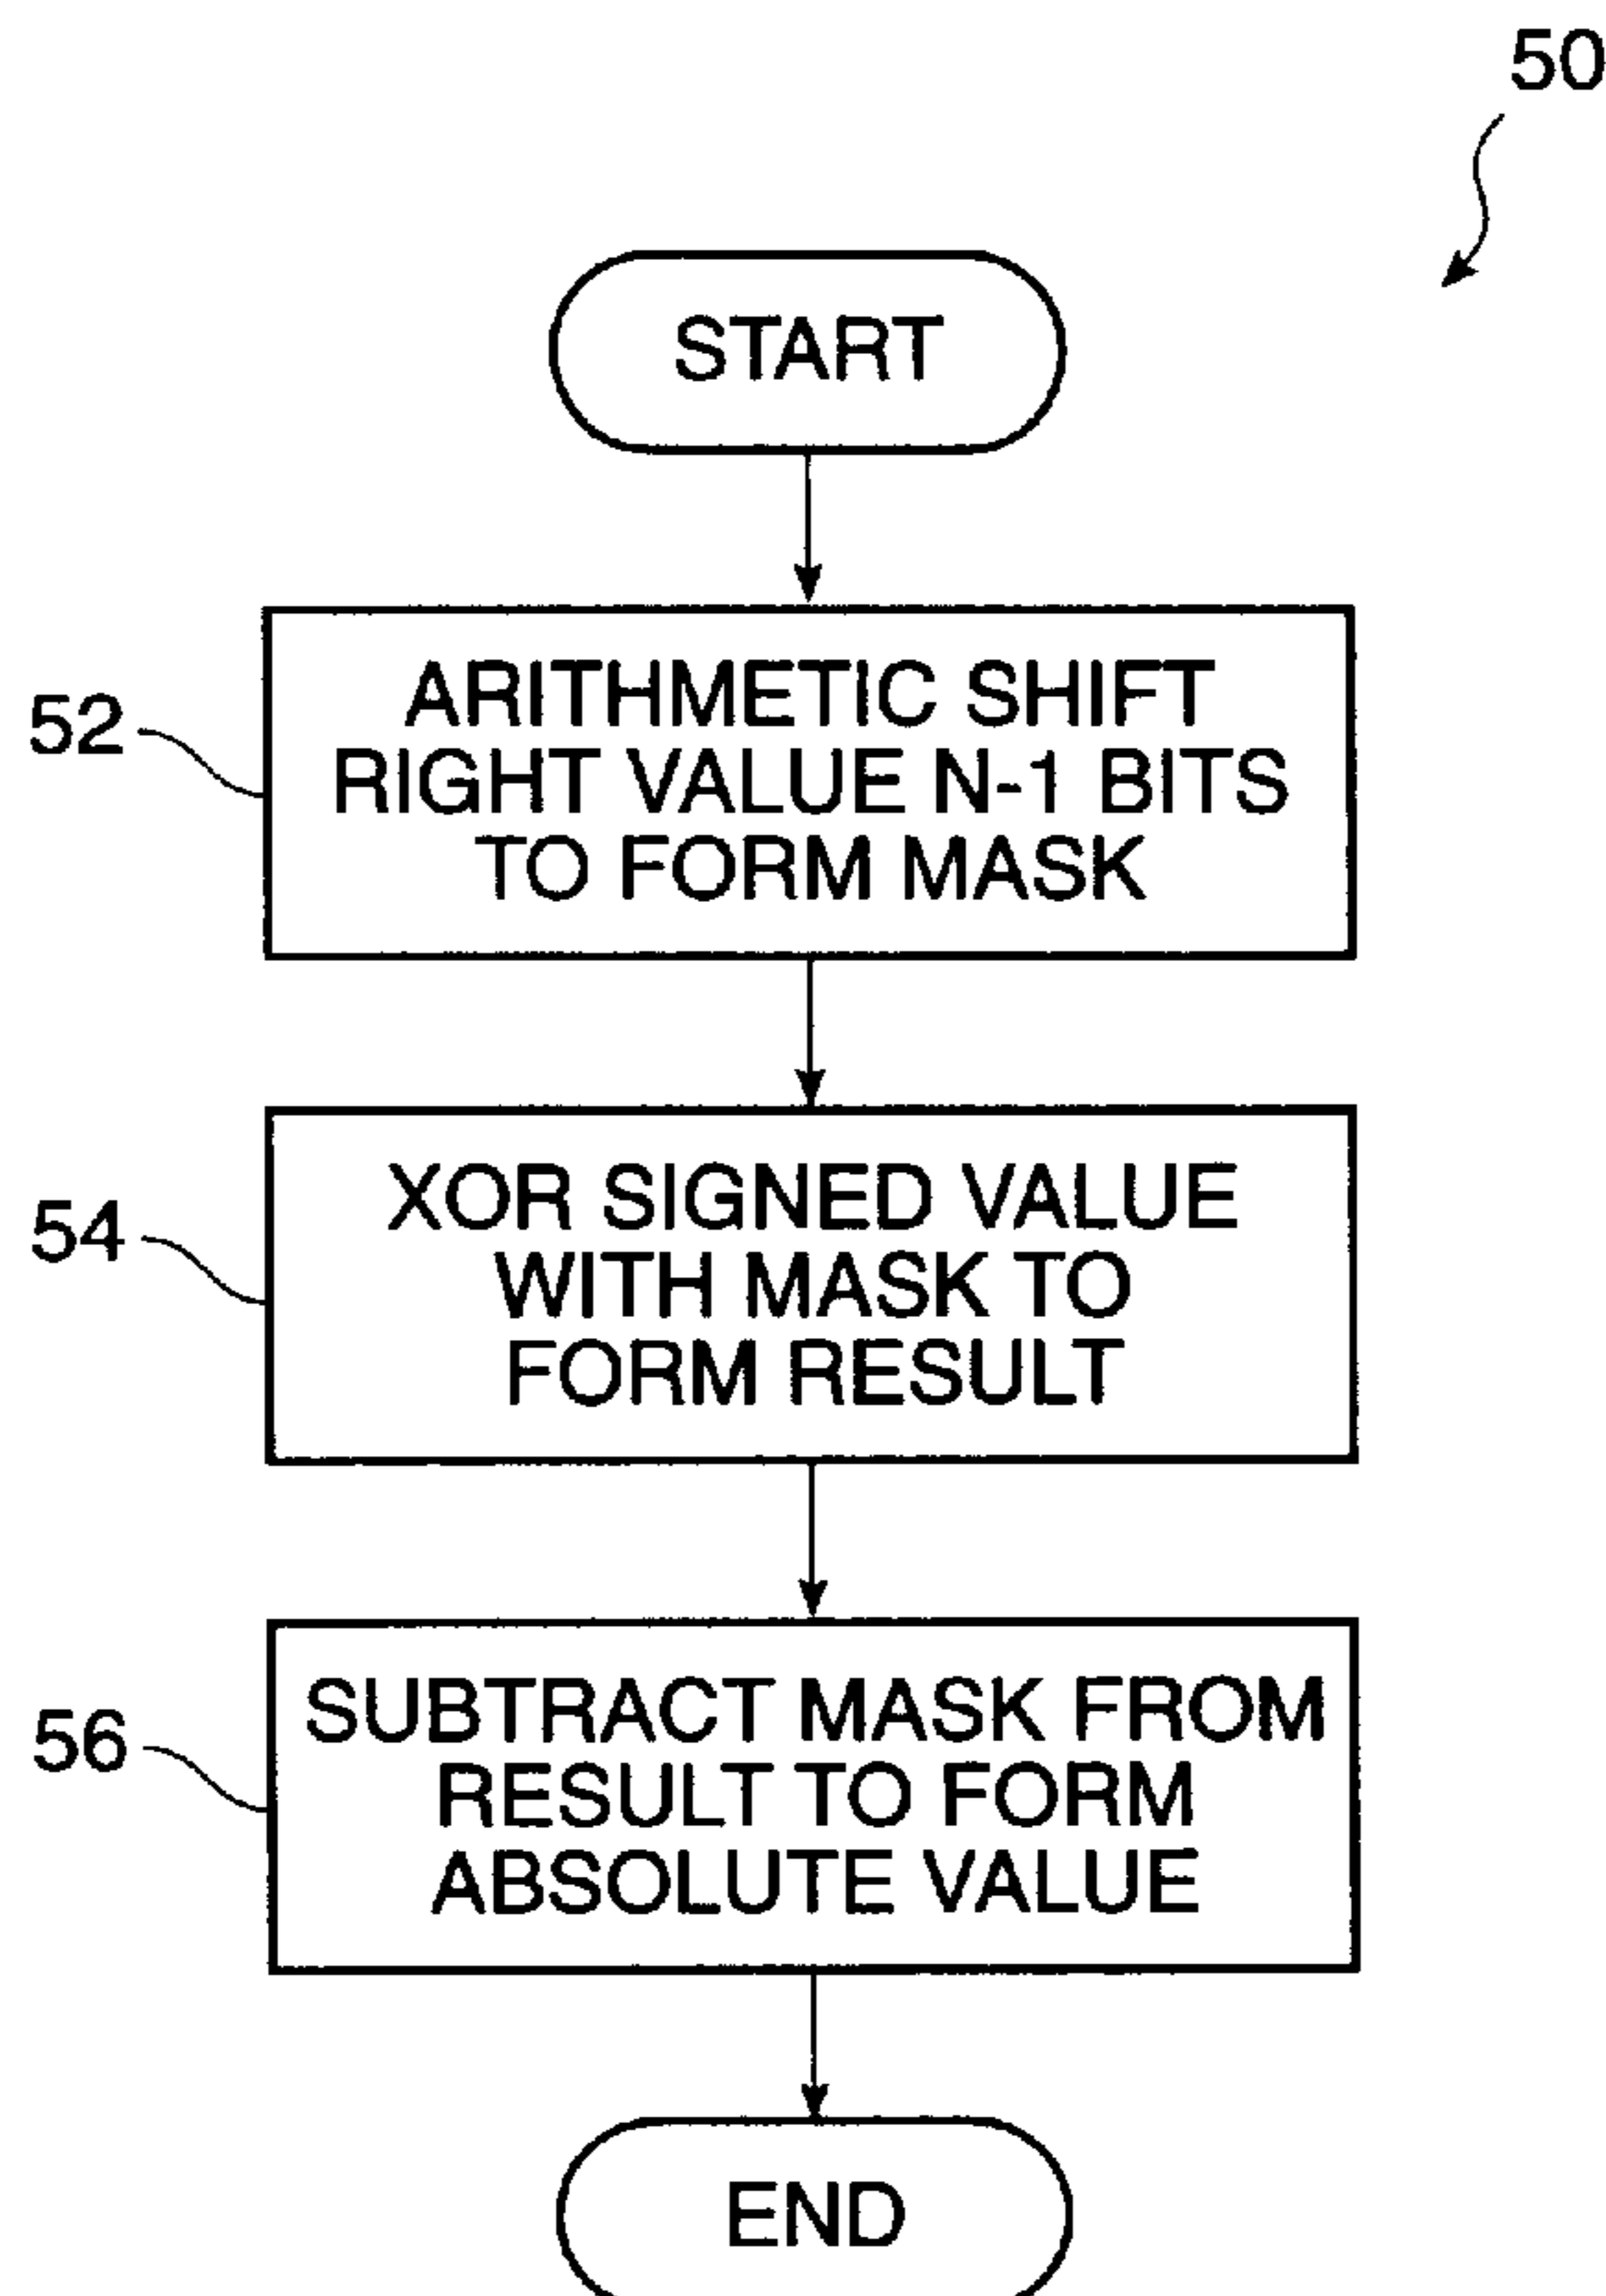 50
START
52
ARITHMETIC SHIFT
RIGHT VALUE N-1 BITS
TO FORM MASK
54
XOR SIGNED VALUE
WITH MASK TO
FORM RESULT
56
SUBTRACT MASK FROM
RESULT TO FORM
ABSOLUTE VALUE
END